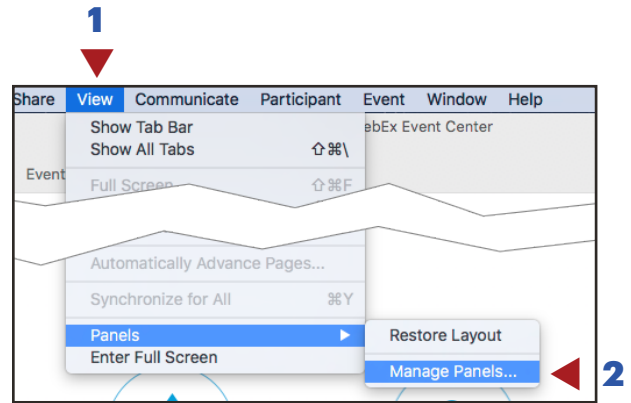 1
Share View Communicate Participant Event Window Help
Show Tab Bar
ebEx Event Center
Show All Tabs ⇧⌘\
Event
Full Screen ⇧⌘F
Automatically Advance Pages...
Synchronize for All ⌘Y
Panels ▶ Restore Layout
Enter Full Screen
Manage Panels... 2